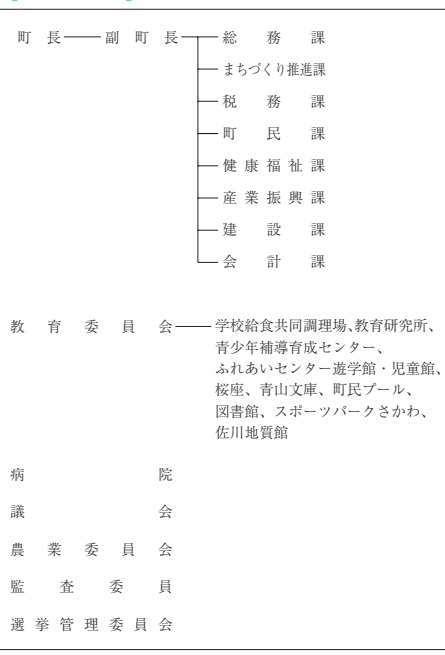 町長 副町長 総務課
まちづくり推進課
税務課
町民課
健康福祉課
産業振興課
建設課
会計課
教育委員会 学校給食共同調理場、教育研究所、
青少年補導育成センター、
ふれあいセンター遊学館・児童館、
桜座、青山文庫、町民プール、
図書館、スポーツパークさかわ、
佐川地質館
病院
議会
農業委員会
監査委員
選挙管理委員会